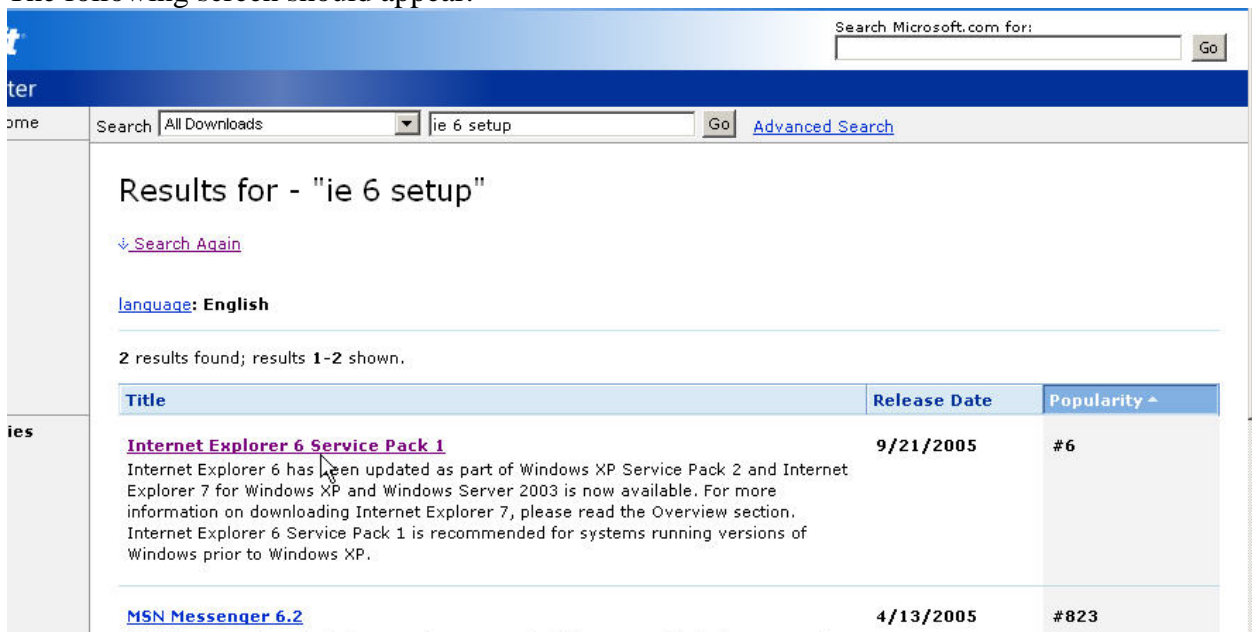 The following screen should appear:
t
Search Microsoft.com for:
Go
ter
ome
Search All Downloads ie 6 setup Go Advanced Search
Results for - "ie 6 setup"
Search Again
language: English
2 results found; results 1-2 shown.
Title Release Date Popularity
ies
Internet Explorer 6 Service Pack 1 9/21/2005 #6
Internet Explorer 6 has been updated as part of Windows XP Service Pack 2 and Internet
Explorer 7 for Windows XP and Windows Server 2003 is now available. For more
information on downloading Internet Explorer 7, please read the Overview section.
Internet Explorer 6 Service Pack 1 is recommended for systems running versions of
Windows prior to Windows XP.
MSN Messenger 6.2 4/13/2005 #823